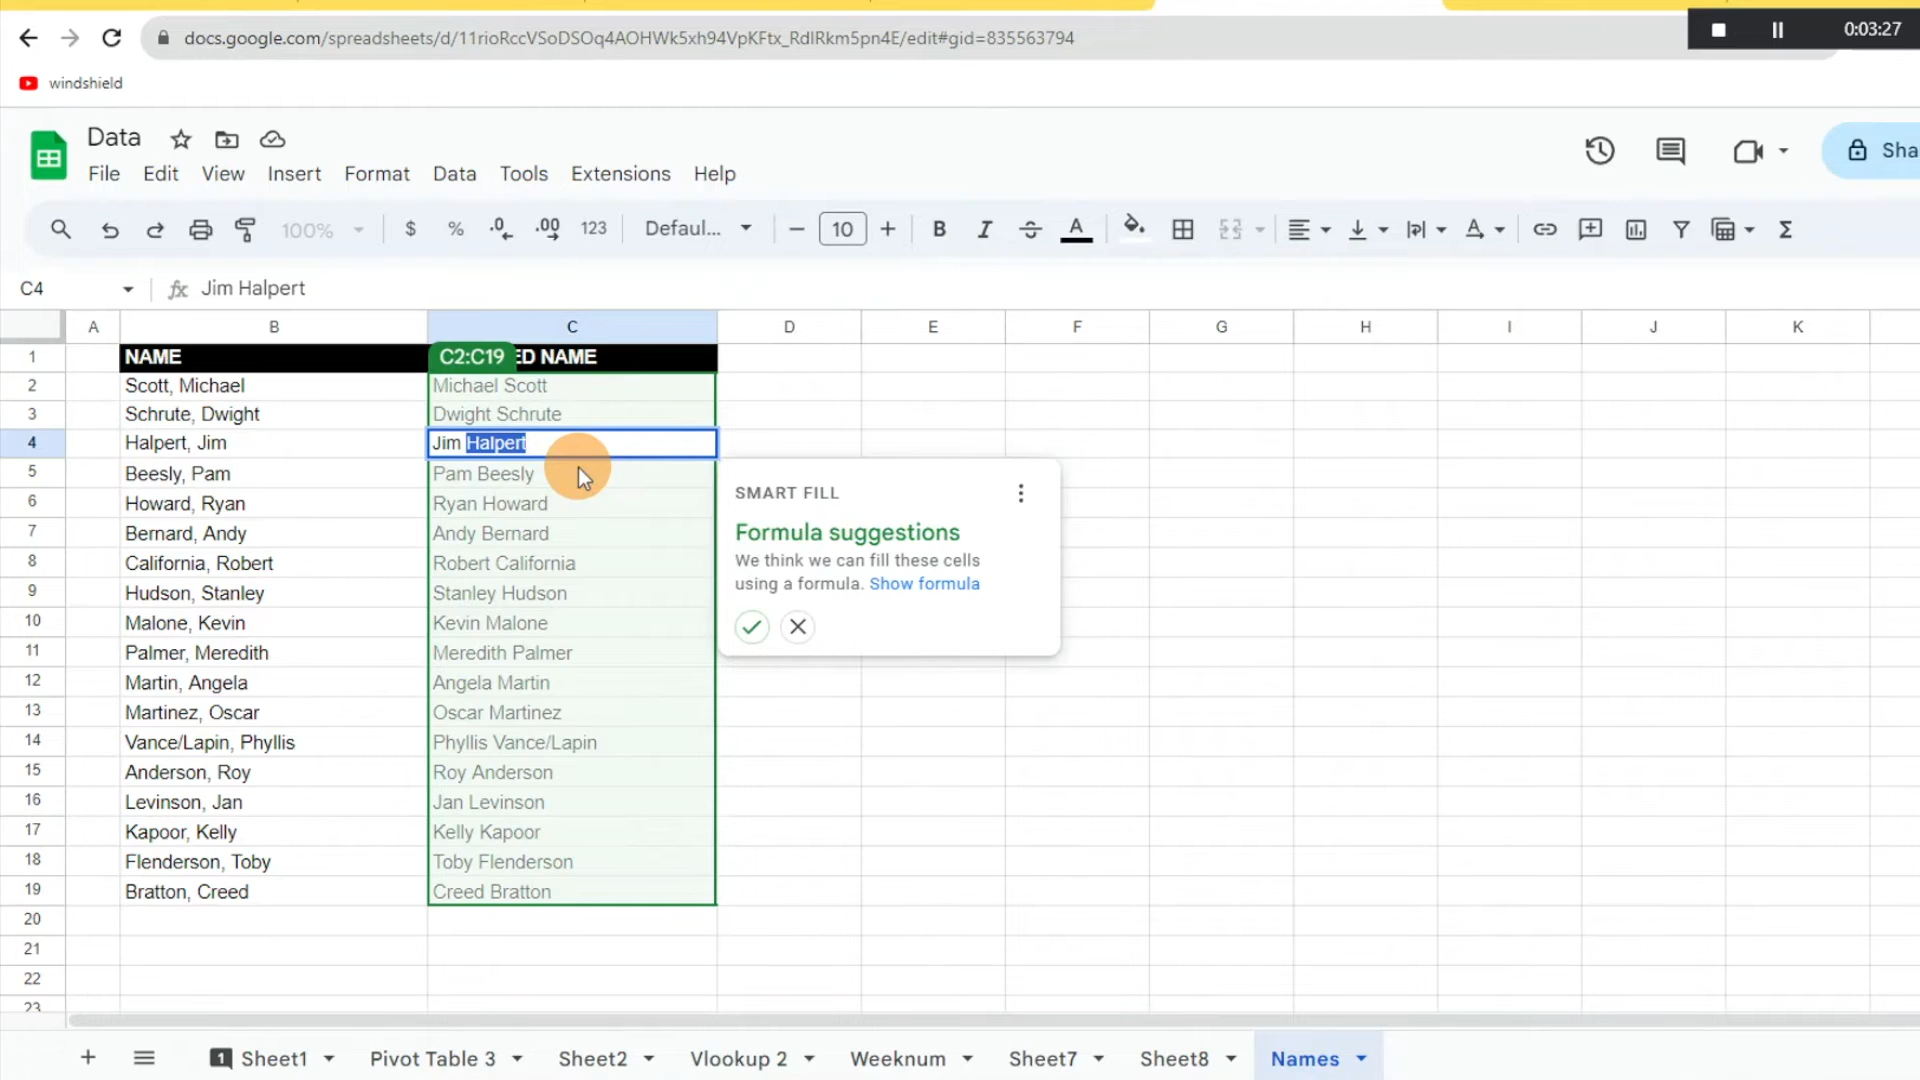 docs.google.com/spreadsheets/d/11rioRccVSoDSOq4AOHWk5xh94VpKFtx_RdlRkm5pn4E/edit#gid=835563794
0:03:27
windshield
Data
Sha
File Edit View Insert Format Data Tools Extensions Help
100% $ % .0 .00 123 Defaul... 10 B I A
C4 fx Jim Halpert
A B C D E F G H I J K
1 NAME C2:C19 ED NAME
2 Scott, Michael Michael Scott
3 Schrute, Dwight Dwight Schrute
4 Halpert, Jim Jim Halpert
5 Beesly, Pam Pam Beesly
6 Howard, Ryan Ryan Howard
7 Bernard, Andy Andy Bernard
8 California, Robert Robert California
9 Hudson, Stanley Stanley Hudson
10 Malone, Kevin Kevin Malone
11 Palmer, Meredith Meredith Palmer
12 Martin, Angela Angela Martin
13 Martinez, Oscar Oscar Martinez
14 Vance/Lapin, Phyllis Phyllis Vance/Lapin
15 Anderson, Roy Roy Anderson
16 Levinson, Jan Jan Levinson
17 Kapoor, Kelly Kelly Kapoor
18 Flenderson, Toby Toby Flenderson
19 Bratton, Creed Creed Bratton
20
21
22
23
SMART FILL
Formula suggestions
We think we can fill these cells
using a formula. Show formula
1 Sheet1 Pivot Table 3 Sheet2 Vlookup 2 Weeknum Sheet7 Sheet8 Names